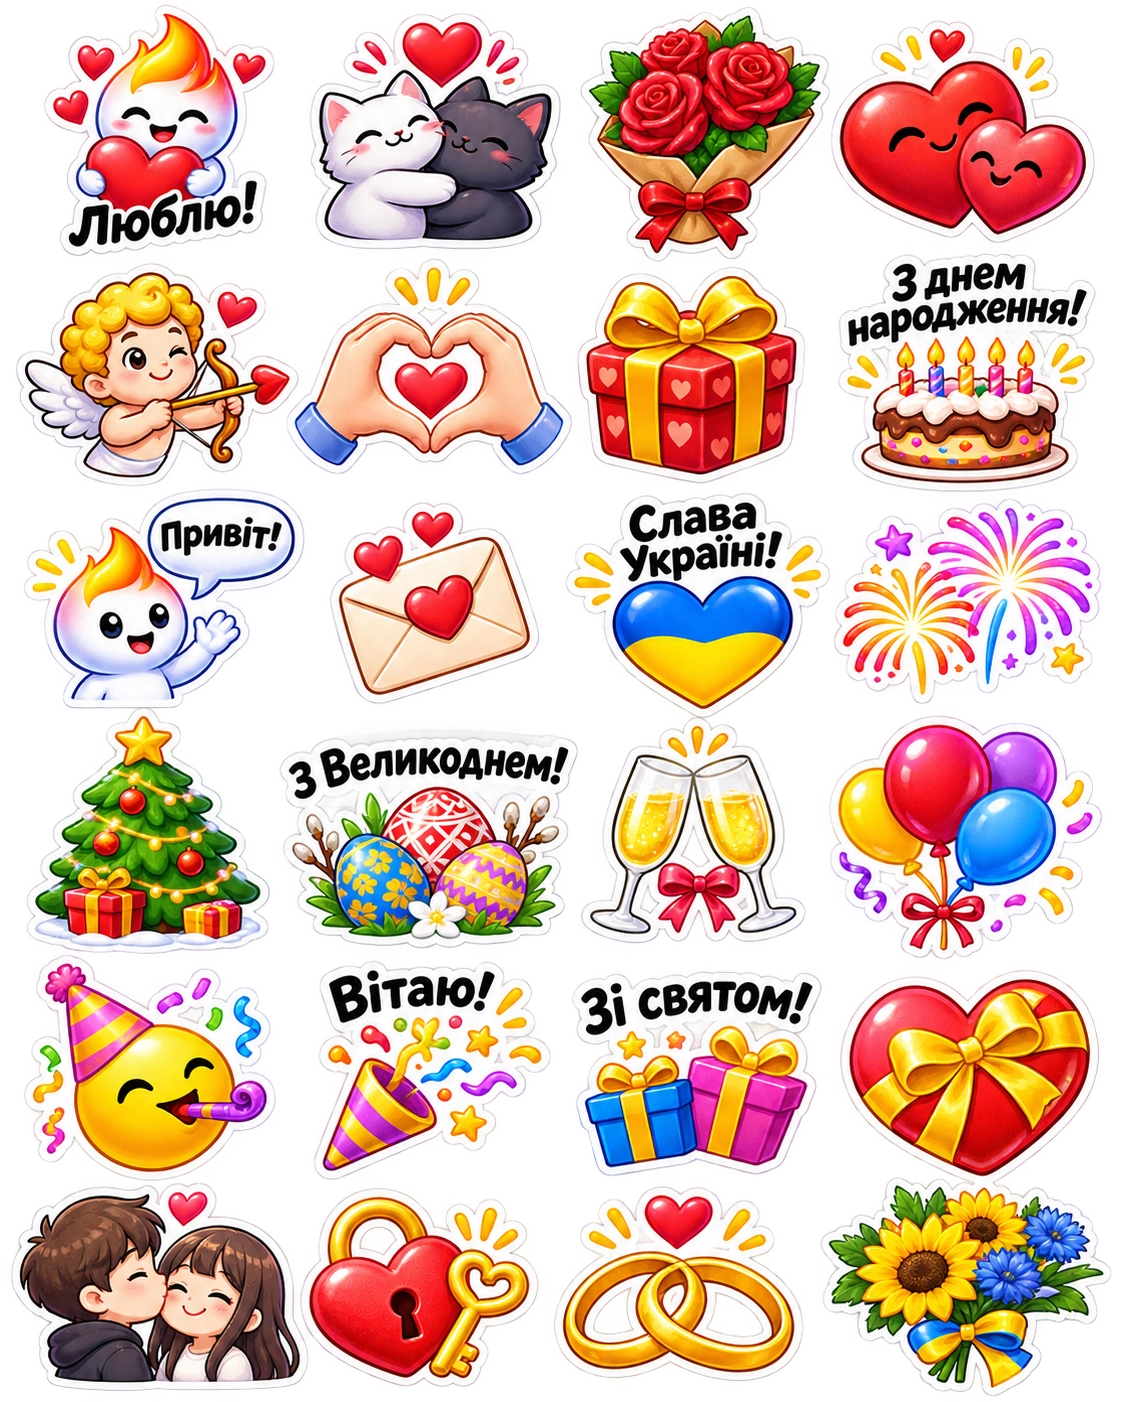 Люблю!
З днем
народження!
Привіт!
Слава
Україні!
З Великоднем!
Вітаю!
Зі святом!